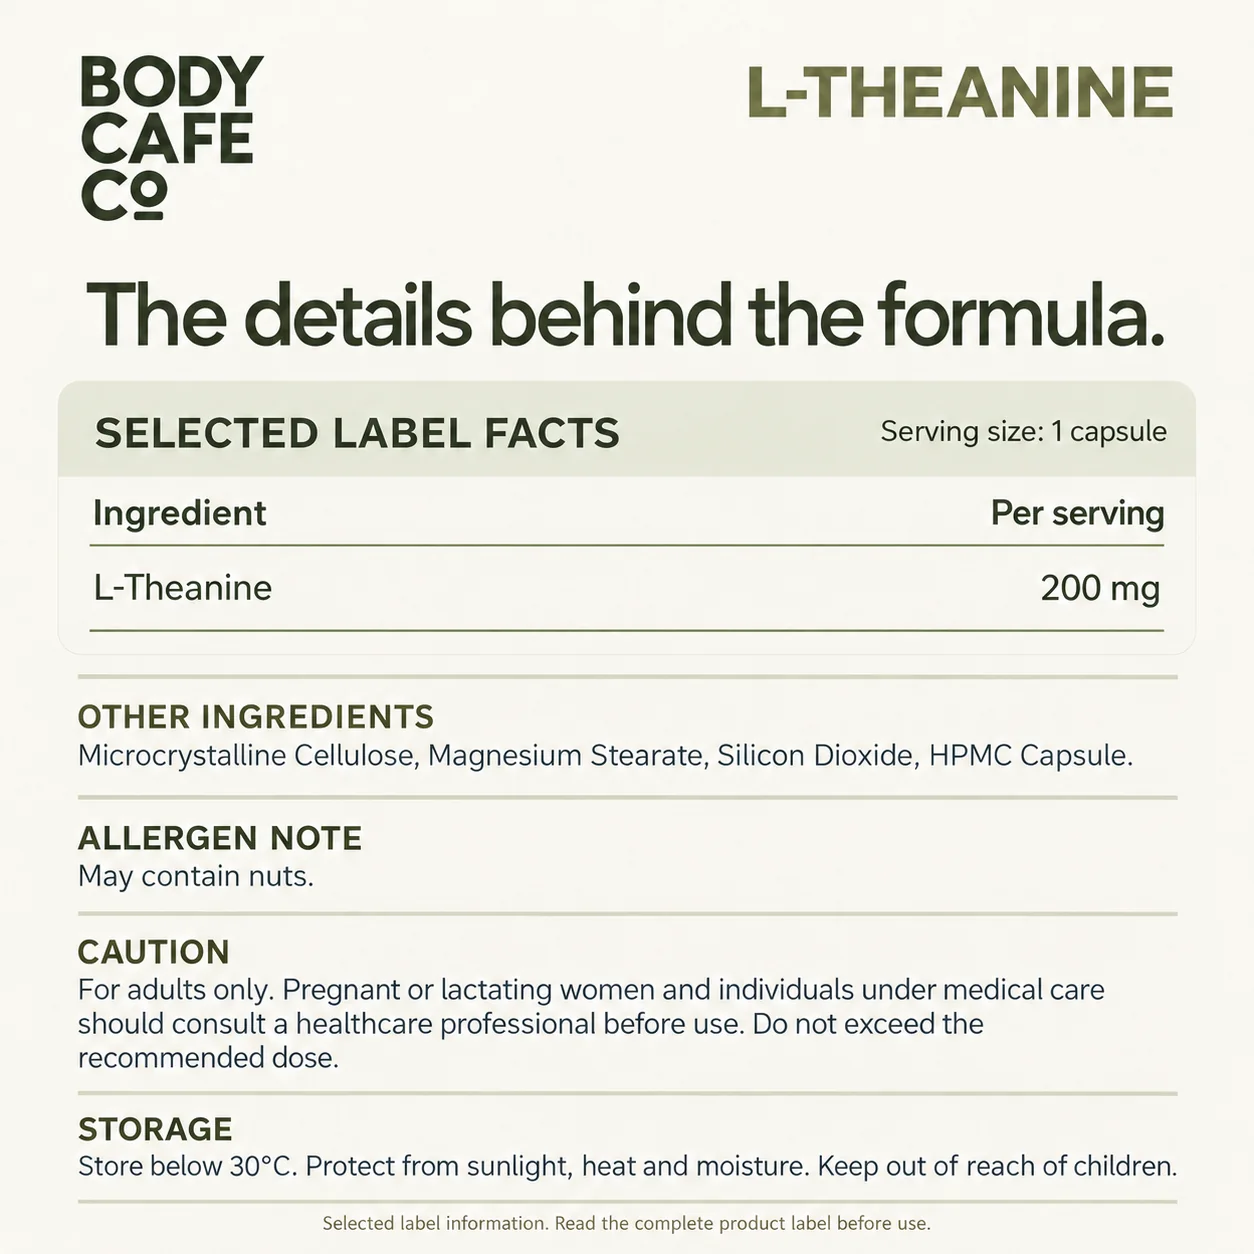 BODY
CAFE
Cº
L-THEANINE
The details behind the formula.
SELECTED LABEL FACTS
Serving size: 1 capsule
Ingredient
Per serving
L-Theanine
200 mg
OTHER INGREDIENTS
Microcrystalline Cellulose, Magnesium Stearate, Silicon Dioxide, HPMC Capsule.
ALLERGEN NOTE
May contain nuts.
CAUTION
For adults only. Pregnant or lactating women and individuals under medical care
should consult a healthcare professional before use. Do not exceed the
recommended dose.
STORAGE
Store below 30°C. Protect from sunlight, heat and moisture. Keep out of reach of children.
Selected label information. Read the complete product label before use.